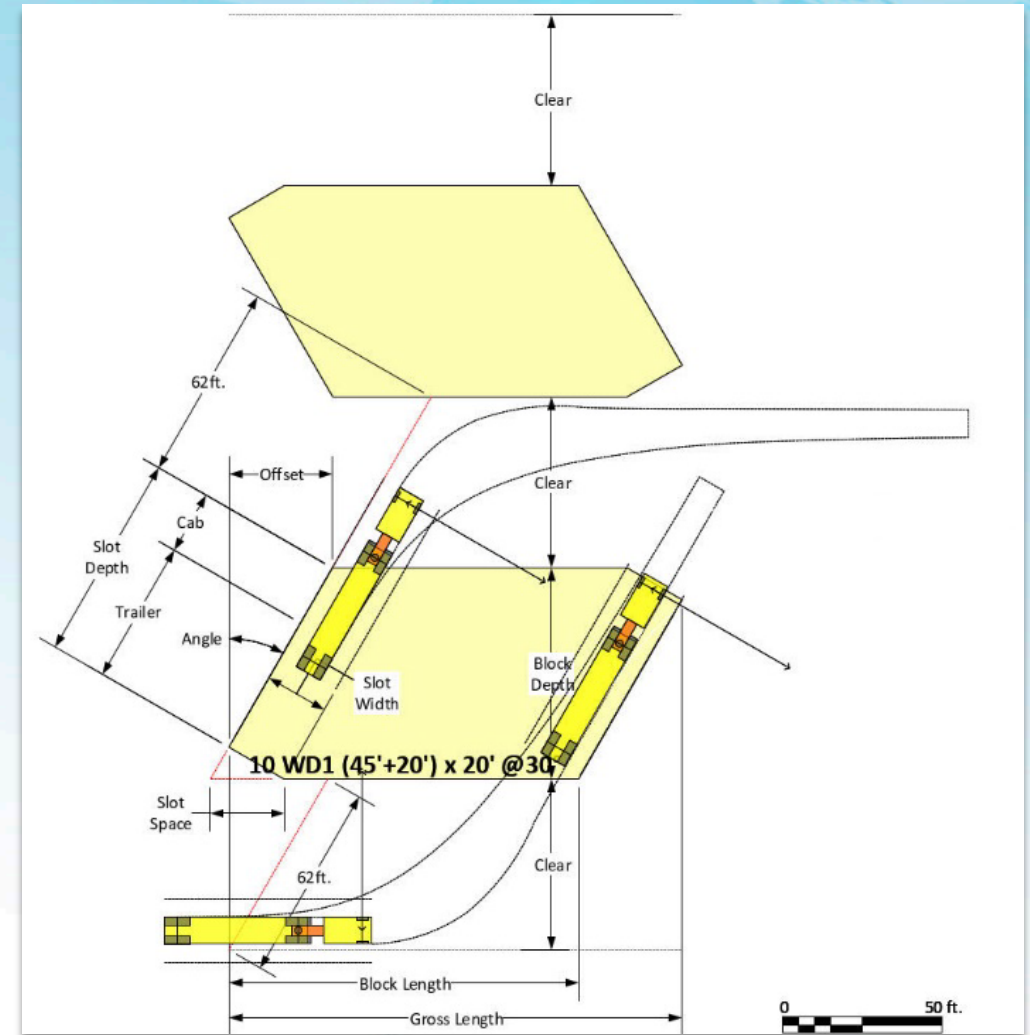 Clear
62ft.
Offset
Clear
Cab
Slot
Depth
Trailer
Angle
Block
Depth
Slot
Width
10 WD1 (45'+20') x 20' @30
Slot
Space
Clear
62ft.
Block Length
Gross Length
0 50 ft.